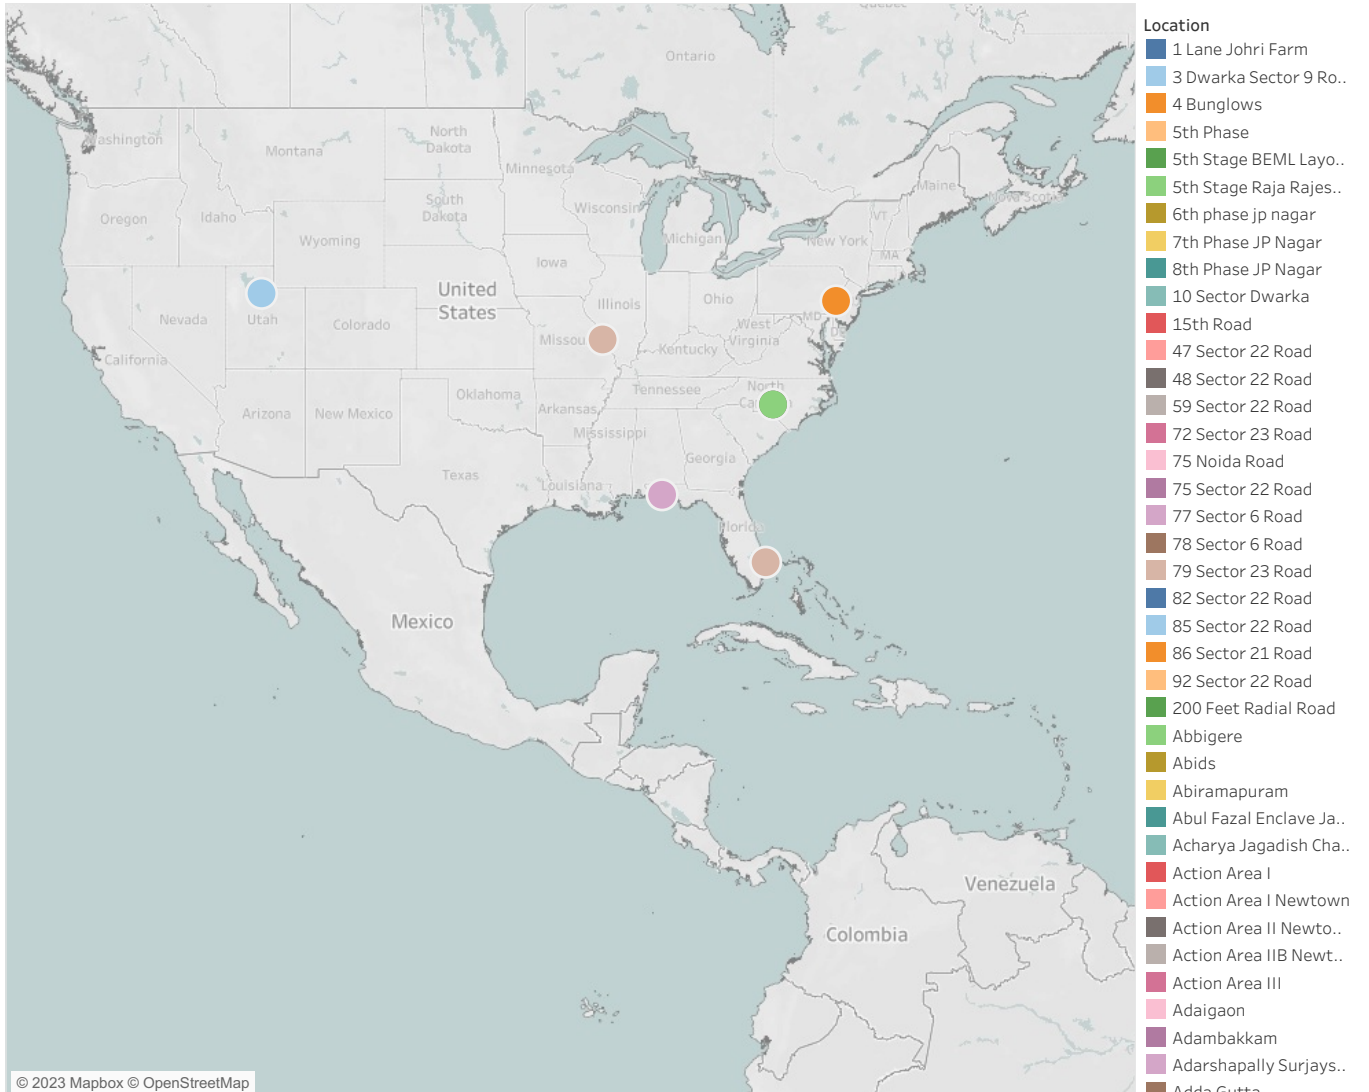 Quebec
Ontario
Washington
Montana
North
Dakota
Minnesota
Maine
Nova Scotia
Oregon
Idaho
South
Dakota
Wisconsin
VT
Wyoming
Michigan
New York
MA
Iowa
United
States
Illinois
Ohio
Nevada
Utah
Colorado
Missou
West
Virginia
MD
DE
California
Kentucky
Oklahoma
Tennessee
North
Arizona
New Mexico
Arkansas
Mississippi
Georgia
Texas
Louisiana
Florida
Mexico
Venezuela
Colombia
© 2023 Mapbox © OpenStreetMap
Location
1 Lane Johri Farm
3 Dwarka Sector 9 Ro..
4 Bunglows
5th Phase
5th Stage BEML Layo..
5th Stage Raja Rajes..
6th phase jp nagar
7th Phase JP Nagar
8th Phase JP Nagar
10 Sector Dwarka
15th Road
47 Sector 22 Road
48 Sector 22 Road
59 Sector 22 Road
72 Sector 23 Road
75 Noida Road
75 Sector 22 Road
77 Sector 6 Road
78 Sector 6 Road
79 Sector 23 Road
82 Sector 22 Road
85 Sector 22 Road
86 Sector 21 Road
92 Sector 22 Road
200 Feet Radial Road
Abbigere
Abids
Abiramapuram
Abul Fazal Enclave Ja..
Acharya Jagadish Cha..
Action Area I
Action Area I Newtown
Action Area II Newto..
Action Area IIB Newt..
Action Area III
Adaigaon
Adambakkam
Adarshapally Surjays..
Adda Gutta